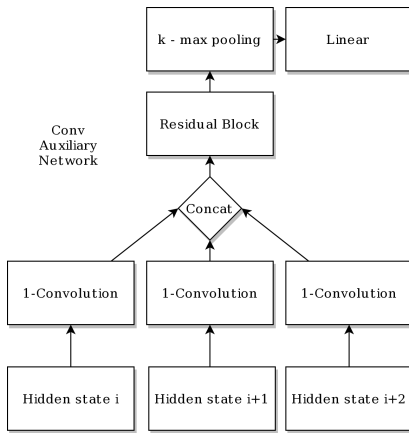 k - max pooling
Linear
Residual Block
Conv
Auxiliary
Network
Concat
1-Convolution
1-Convolution
1-Convolution
Hidden state i
Hidden state i+1
Hidden state i+2